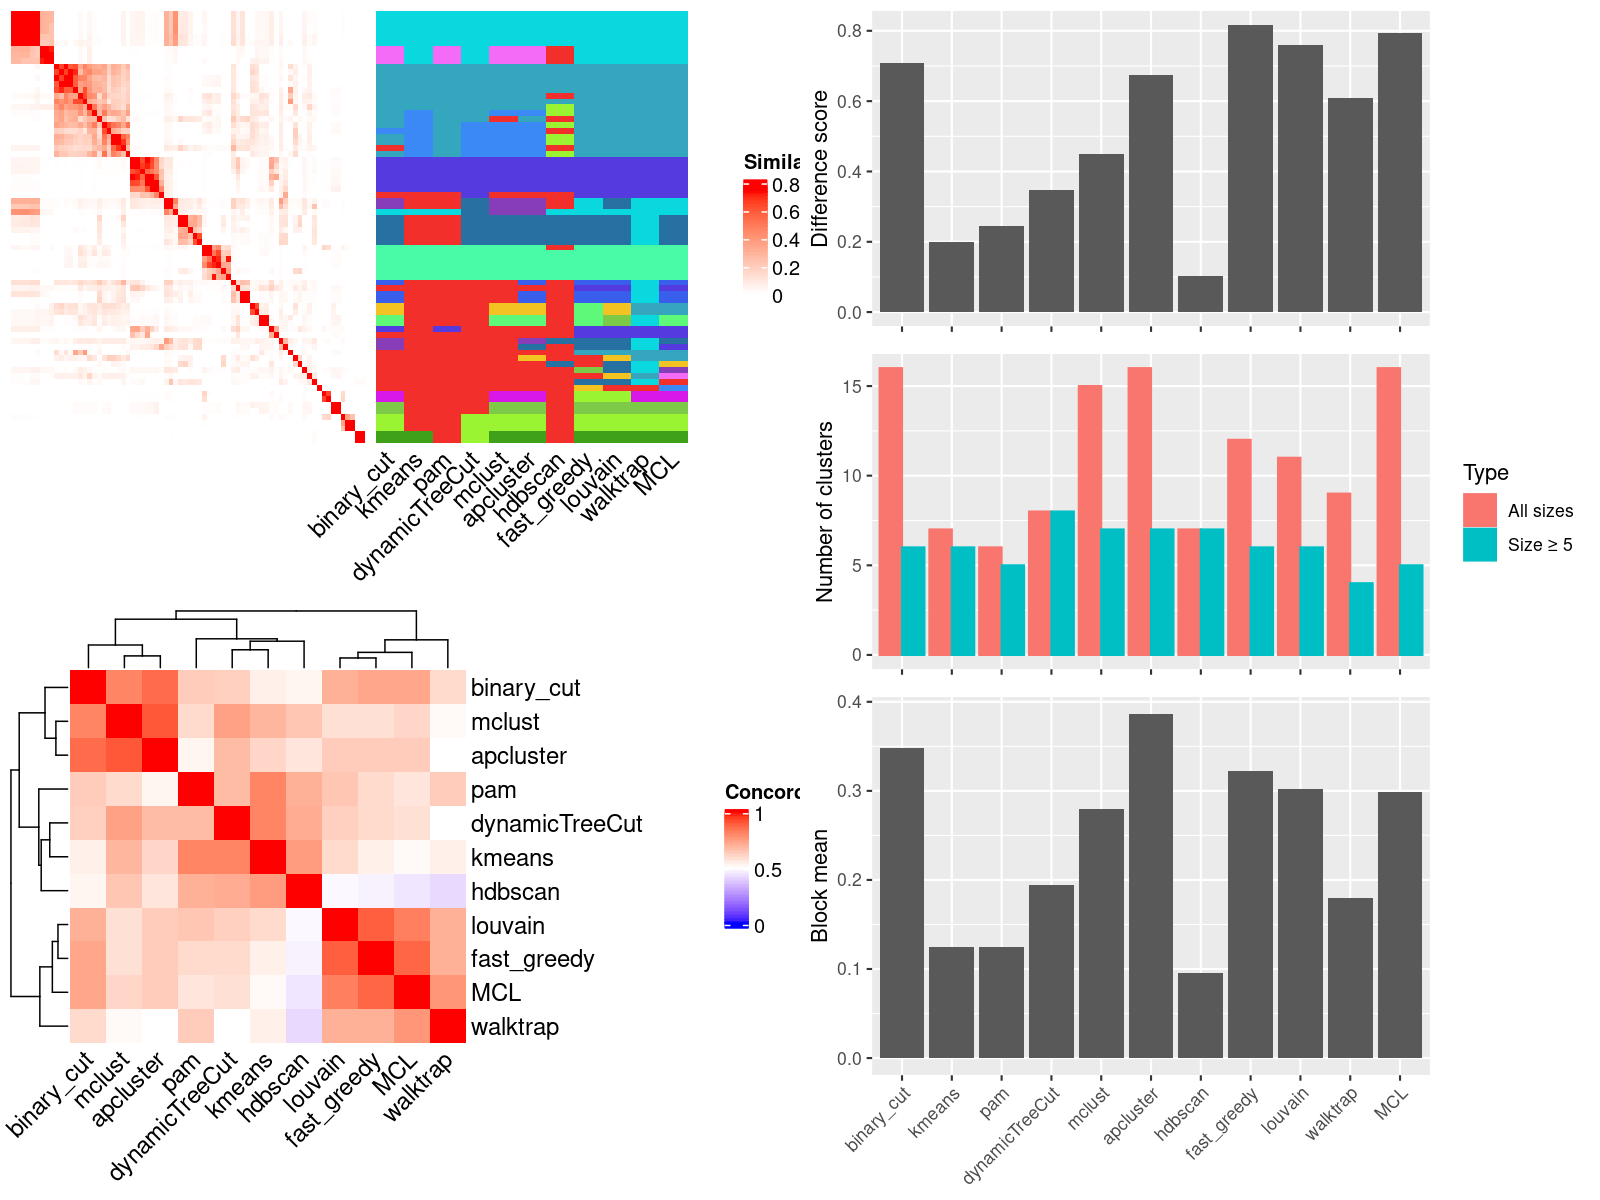 Simila
0.8
0.6
0.4
0.2
0
binary_cut
kmeans
pam
dynamicTreeCut
mclust
apcluster
hdbscan
fast_greedy
louvain
walktrap
MCL
binary_cut
mclust
apcluster
pam
dynamicTreeCut
kmeans
hdbscan
louvain
fast_greedy
MCL
walktrap
binary_cut
mclust
apcluster
pam
dynamicTreeCut
kmeans
hdbscan
louvain
fast_greedy
MCL
walktrap
Concord
1
0.5
0
Difference score
0.8
0.6
0.4
0.2
0.0
Number of clusters
15
10
5
0
Type
All sizes
Size ≥ 5
Block mean
0.4
0.3
0.2
0.1
0.0
binary_cut
kmeans
pam
dynamicTreeCut
mclust
apcluster
hdbscan
fast_greedy
louvain
walktrap
MCL